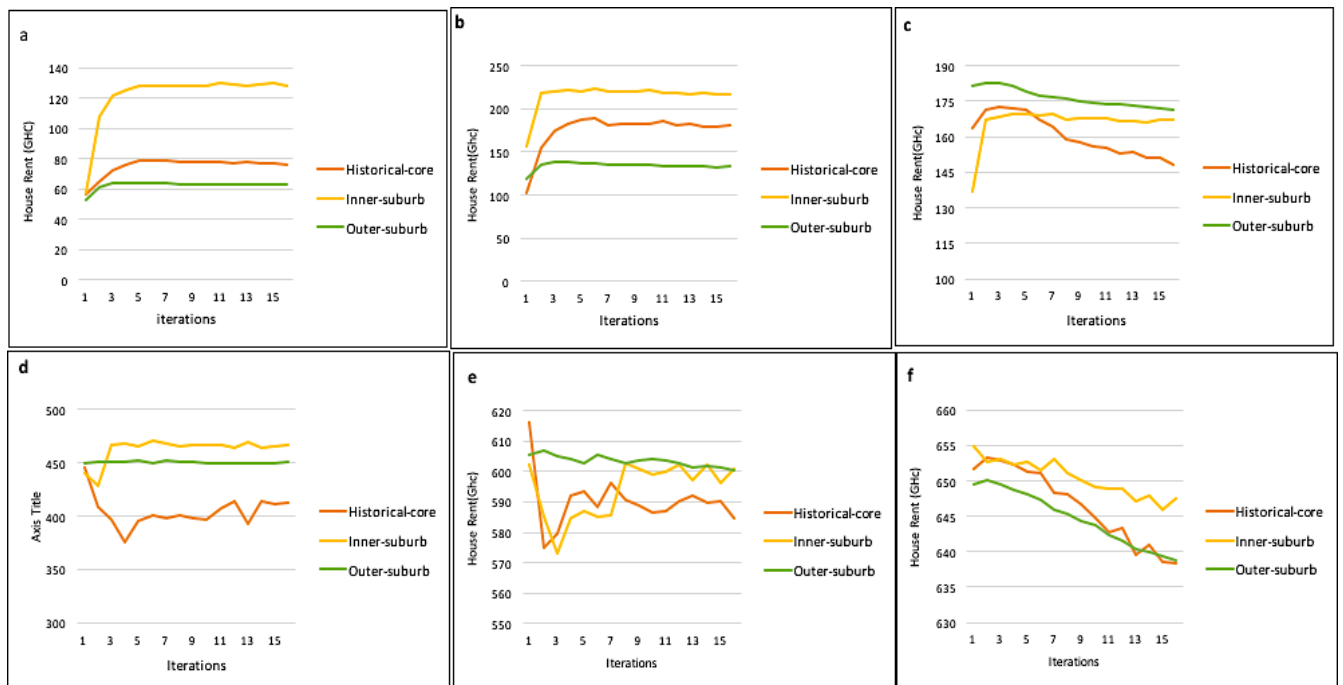 a
House Rent (GHC)
140
120
100
80
60
40
20
0
1 3 5 7 9 11 13 15
iterations
Historical-core
Inner-suburb
Outer-suburb
b
House Rent(Ghc)
250
200
150
100
50
0
1 3 5 7 9 11 13 15
Iterations
Historical-core
Inner-suburb
Outer-suburb
c
House Rent(Ghc)
190
175
160
145
130
115
100
1 3 5 7 9 11 13 15
Iterations
Historical-core
Inner-suburb
Outer-suburb
d
Axis Title
500
450
400
350
300
1 3 5 7 9 11 13 15
Iterations
Historical-core
Inner-suburb
Outer-suburb
e
House Rent(Ghc)
620
610
600
590
580
570
560
550
1 3 5 7 9 11 13 15
Iterations
Historical-core
Inner-suburb
Outer-suburb
f
House Rent (GHc)
660
655
650
645
640
635
630
1 3 5 7 9 11 13 15
Iterations
Historical-core
Inner-suburb
Outer-suburb